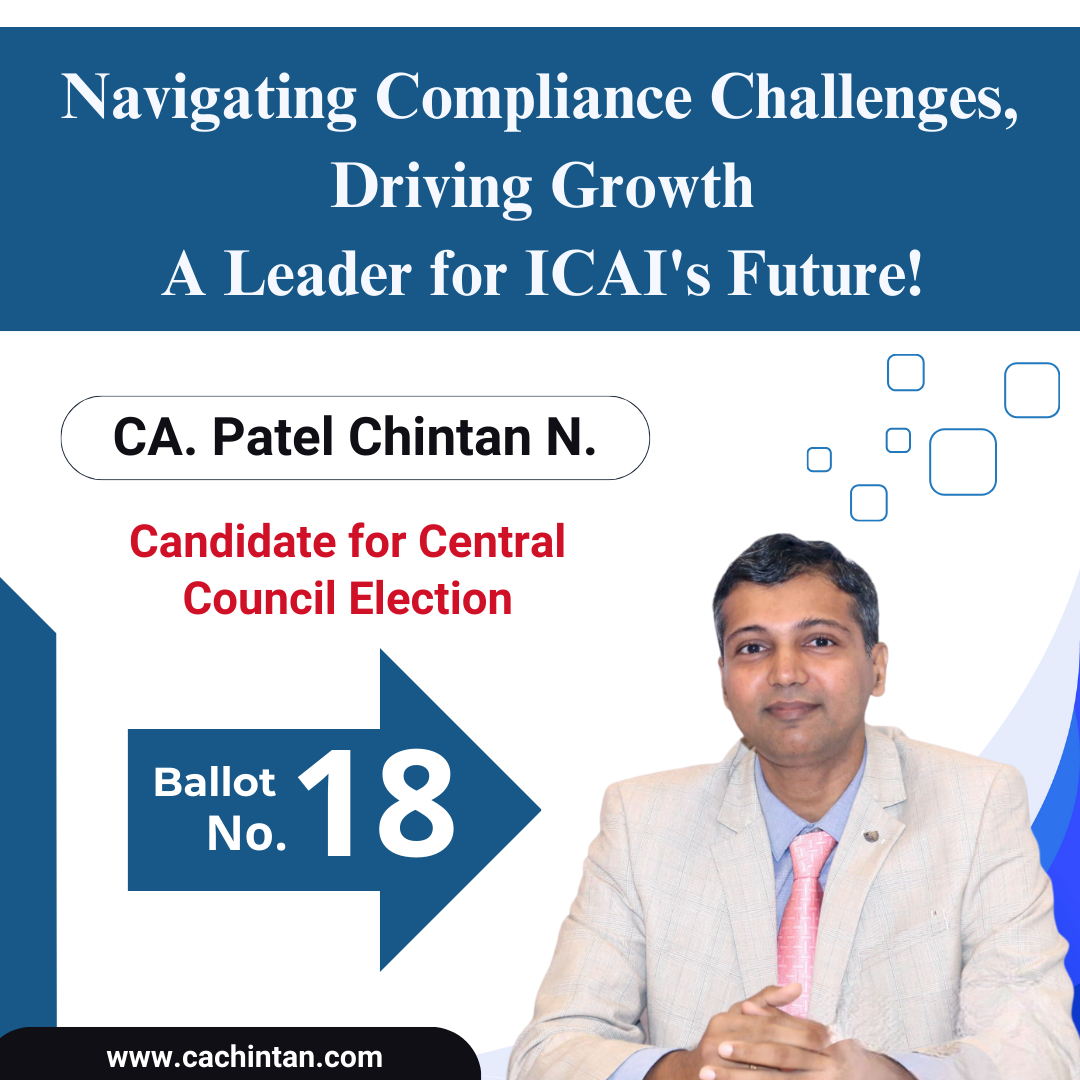 Navigating Compliance Challenges,
Driving Growth
A Leader for ICAI's Future!
CA. Patel Chintan N.
Candidate for Central
Council Election
Ballot
No. 18
www.cachintan.com